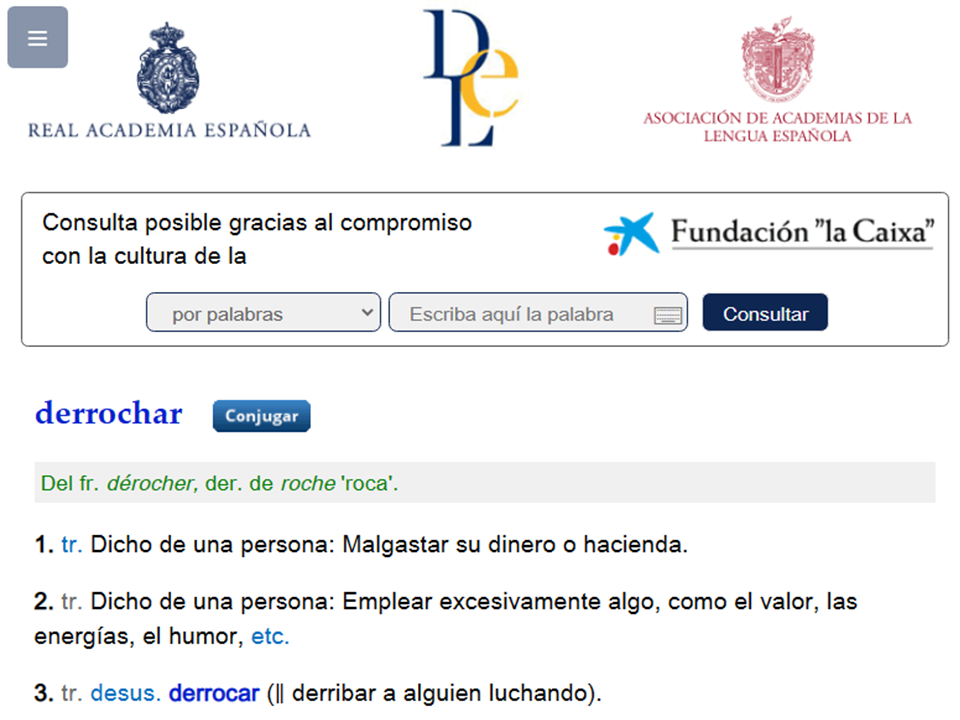 REAL ACADEMIA ESPAÑOLA
DLe
ASOCIACIÓN DE ACADEMIAS DE LA
LENGUA ESPAÑOLA
Consulta posible gracias al compromiso
con la cultura de la
Fundación "la Caixa"
por palabras
Escriba aquí la palabra
Consultar
derrochar
Conjugar
Del fr. dérocher, der. de roche 'roca'.
1. tr. Dicho de una persona: Malgastar su dinero o hacienda.
2. tr. Dicho de una persona: Emplear excesivamente algo, como el valor, las
energías, el humor, etc.
3. tr. desus. derrocar (‖ derribar a alguien luchando).